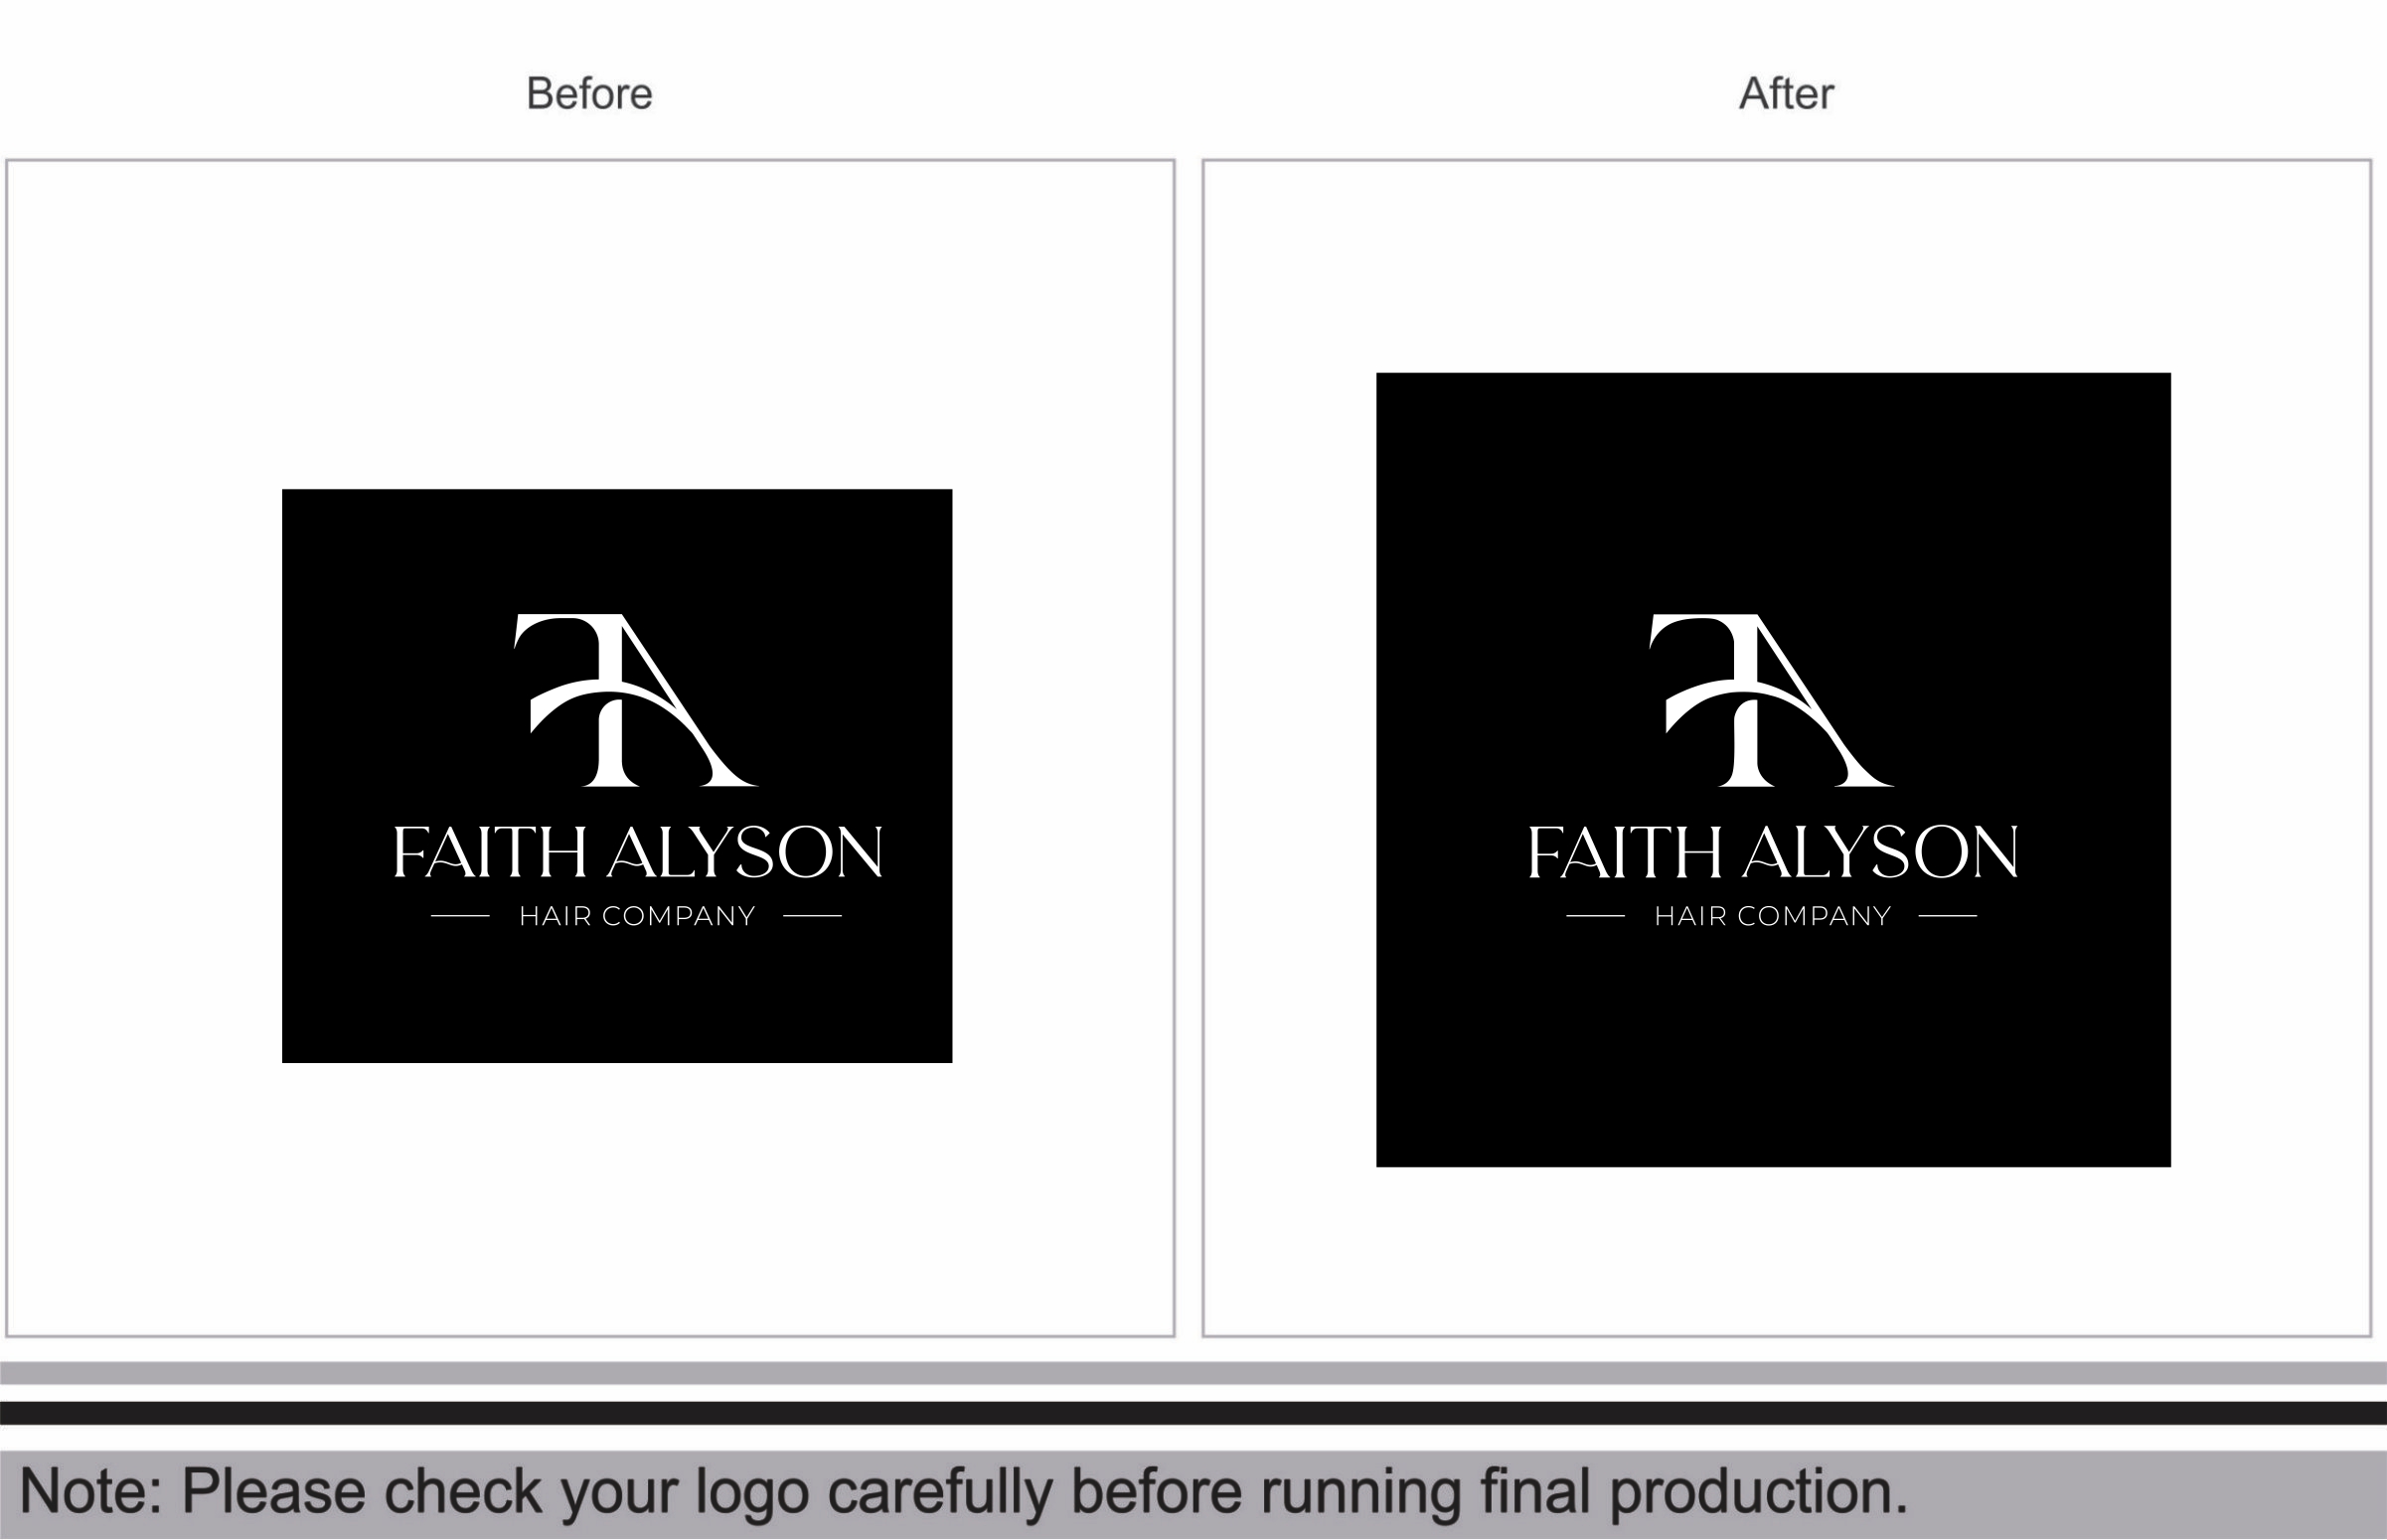 Before
After
FA
FAITH ALYSON
HAIR COMPANY
FA
FAITH ALYSON
HAIR COMPANY
Note: Please check your logo carefully before running final production.